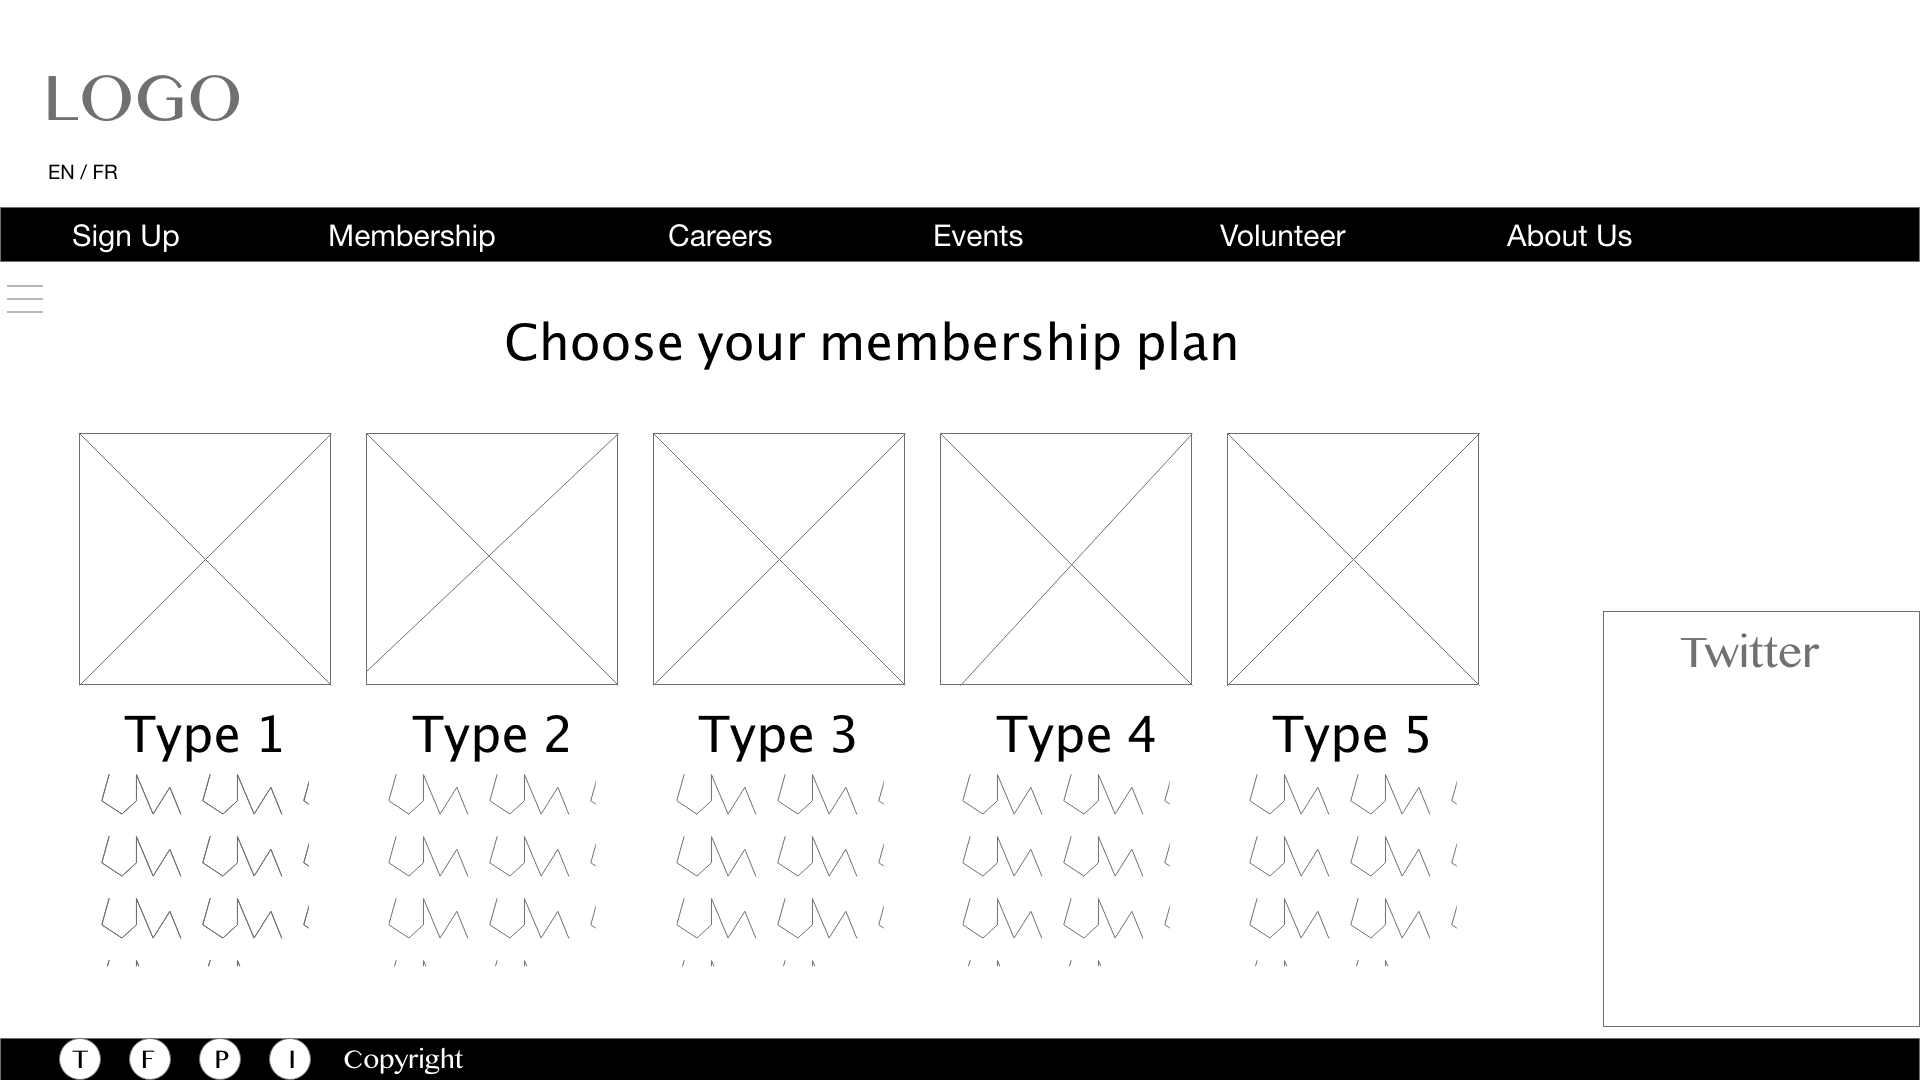 LOGO
EN / FR
Sign Up Membership Careers Events Volunteer About Us
Choose your membership plan
Type 1 Type 2 Type 3 Type 4 Type 5
Twitter
T F P I Copyright